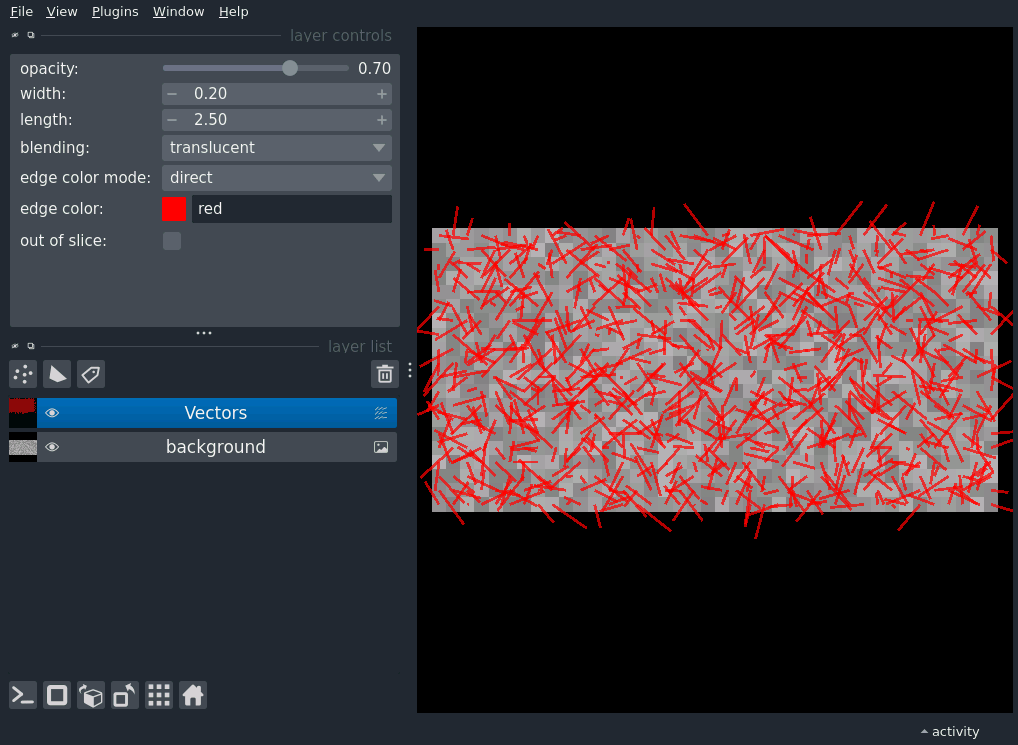 File View Plugins Window Help
layer controls
opacity: 0.70
width: 0.20
length: 2.50
blending: translucent
edge color mode: direct
edge color: red
out of slice:
layer list
Vectors
background
activity